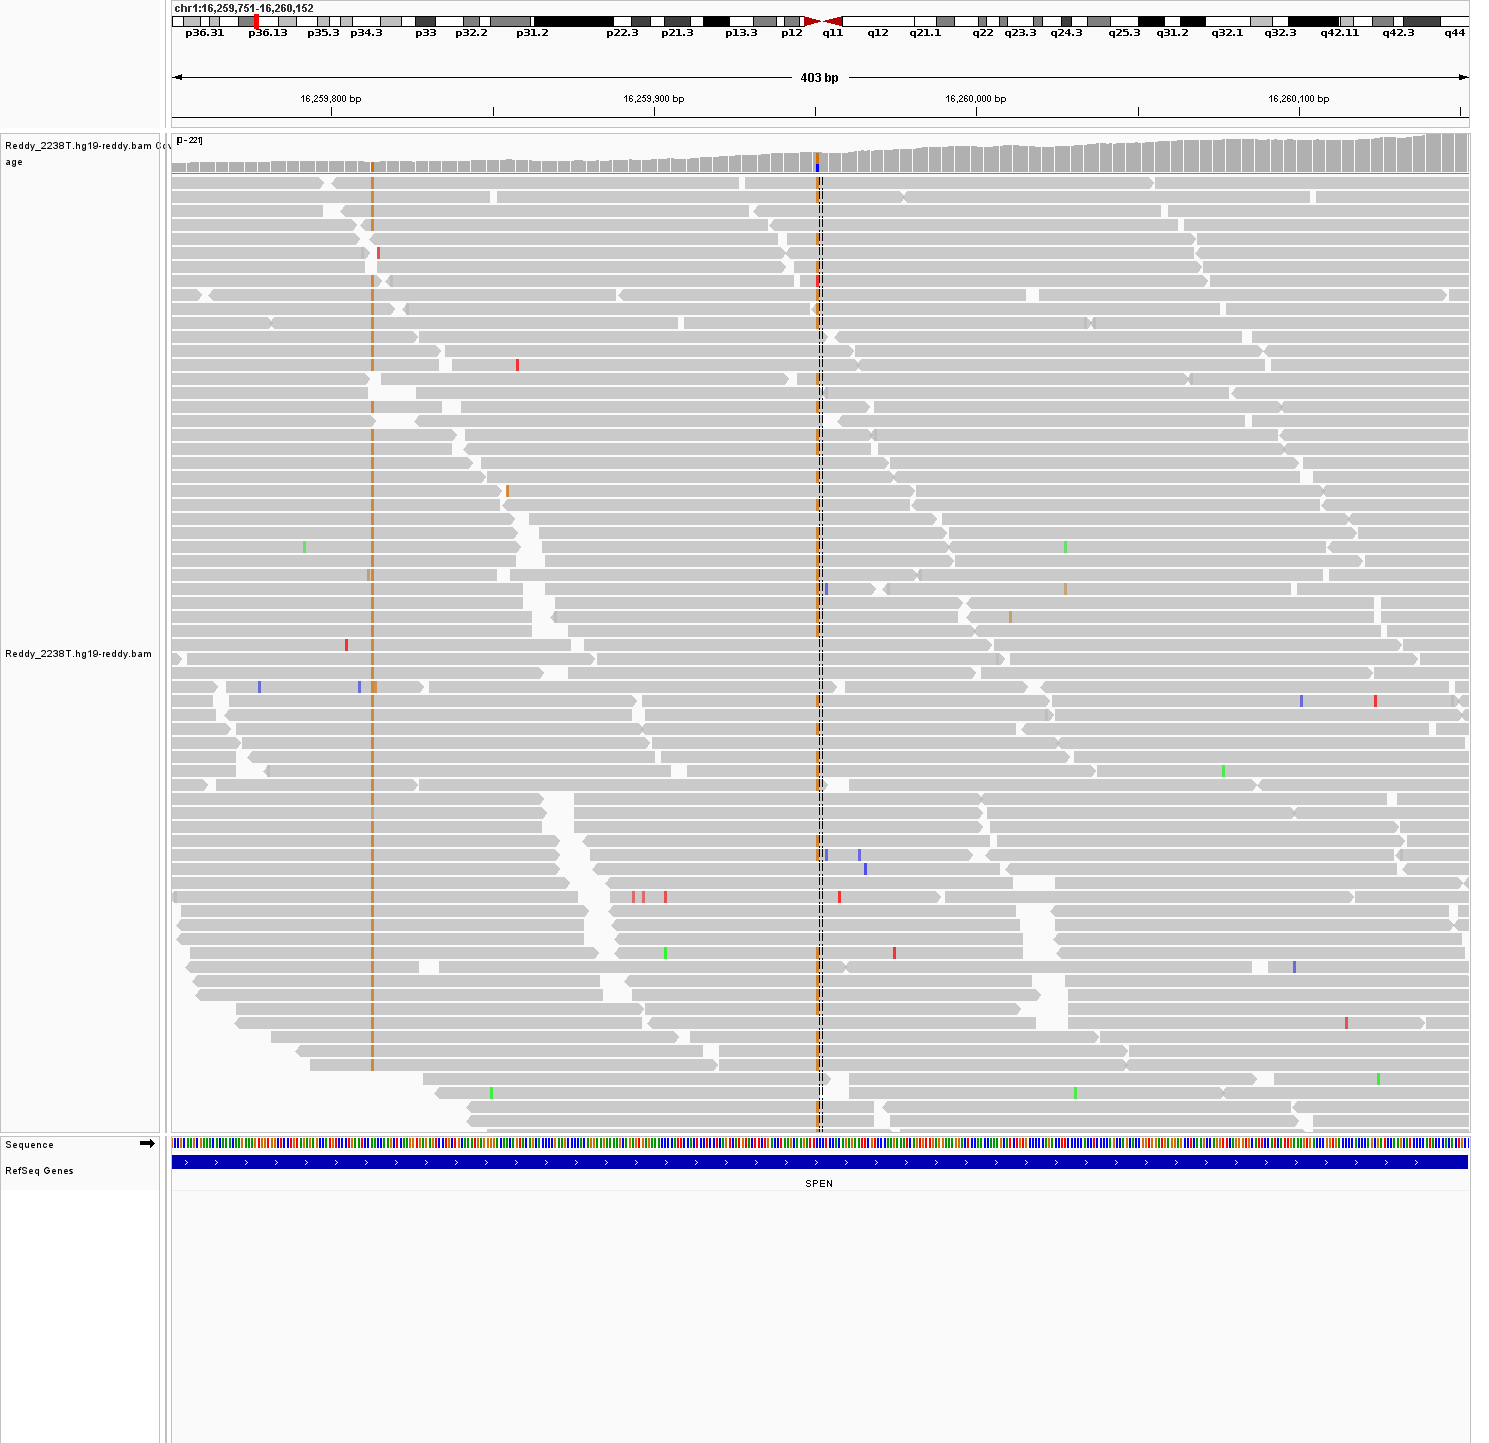 chr1:16,259,751-16,260,152
p36.31 p36.13 p35.3 p34.3 p33 p32.2 p31.2 p22.3 p21.3 p13.3 p12 q11 q12 q21.1 q22 q23.3 q24.3 q25.3 q31.2 q32.1 q32.3 q42.11 q42.3 q44
403 bp
16,259,800 bp 16,259,900 bp 16,260,000 bp 16,260,100 bp
[0 - 221]
Reddy_2238T.hg19-reddy.bam Cov
age
Reddy_2238T.hg19-reddy.bam
Sequence
RefSeq Genes
SPEN